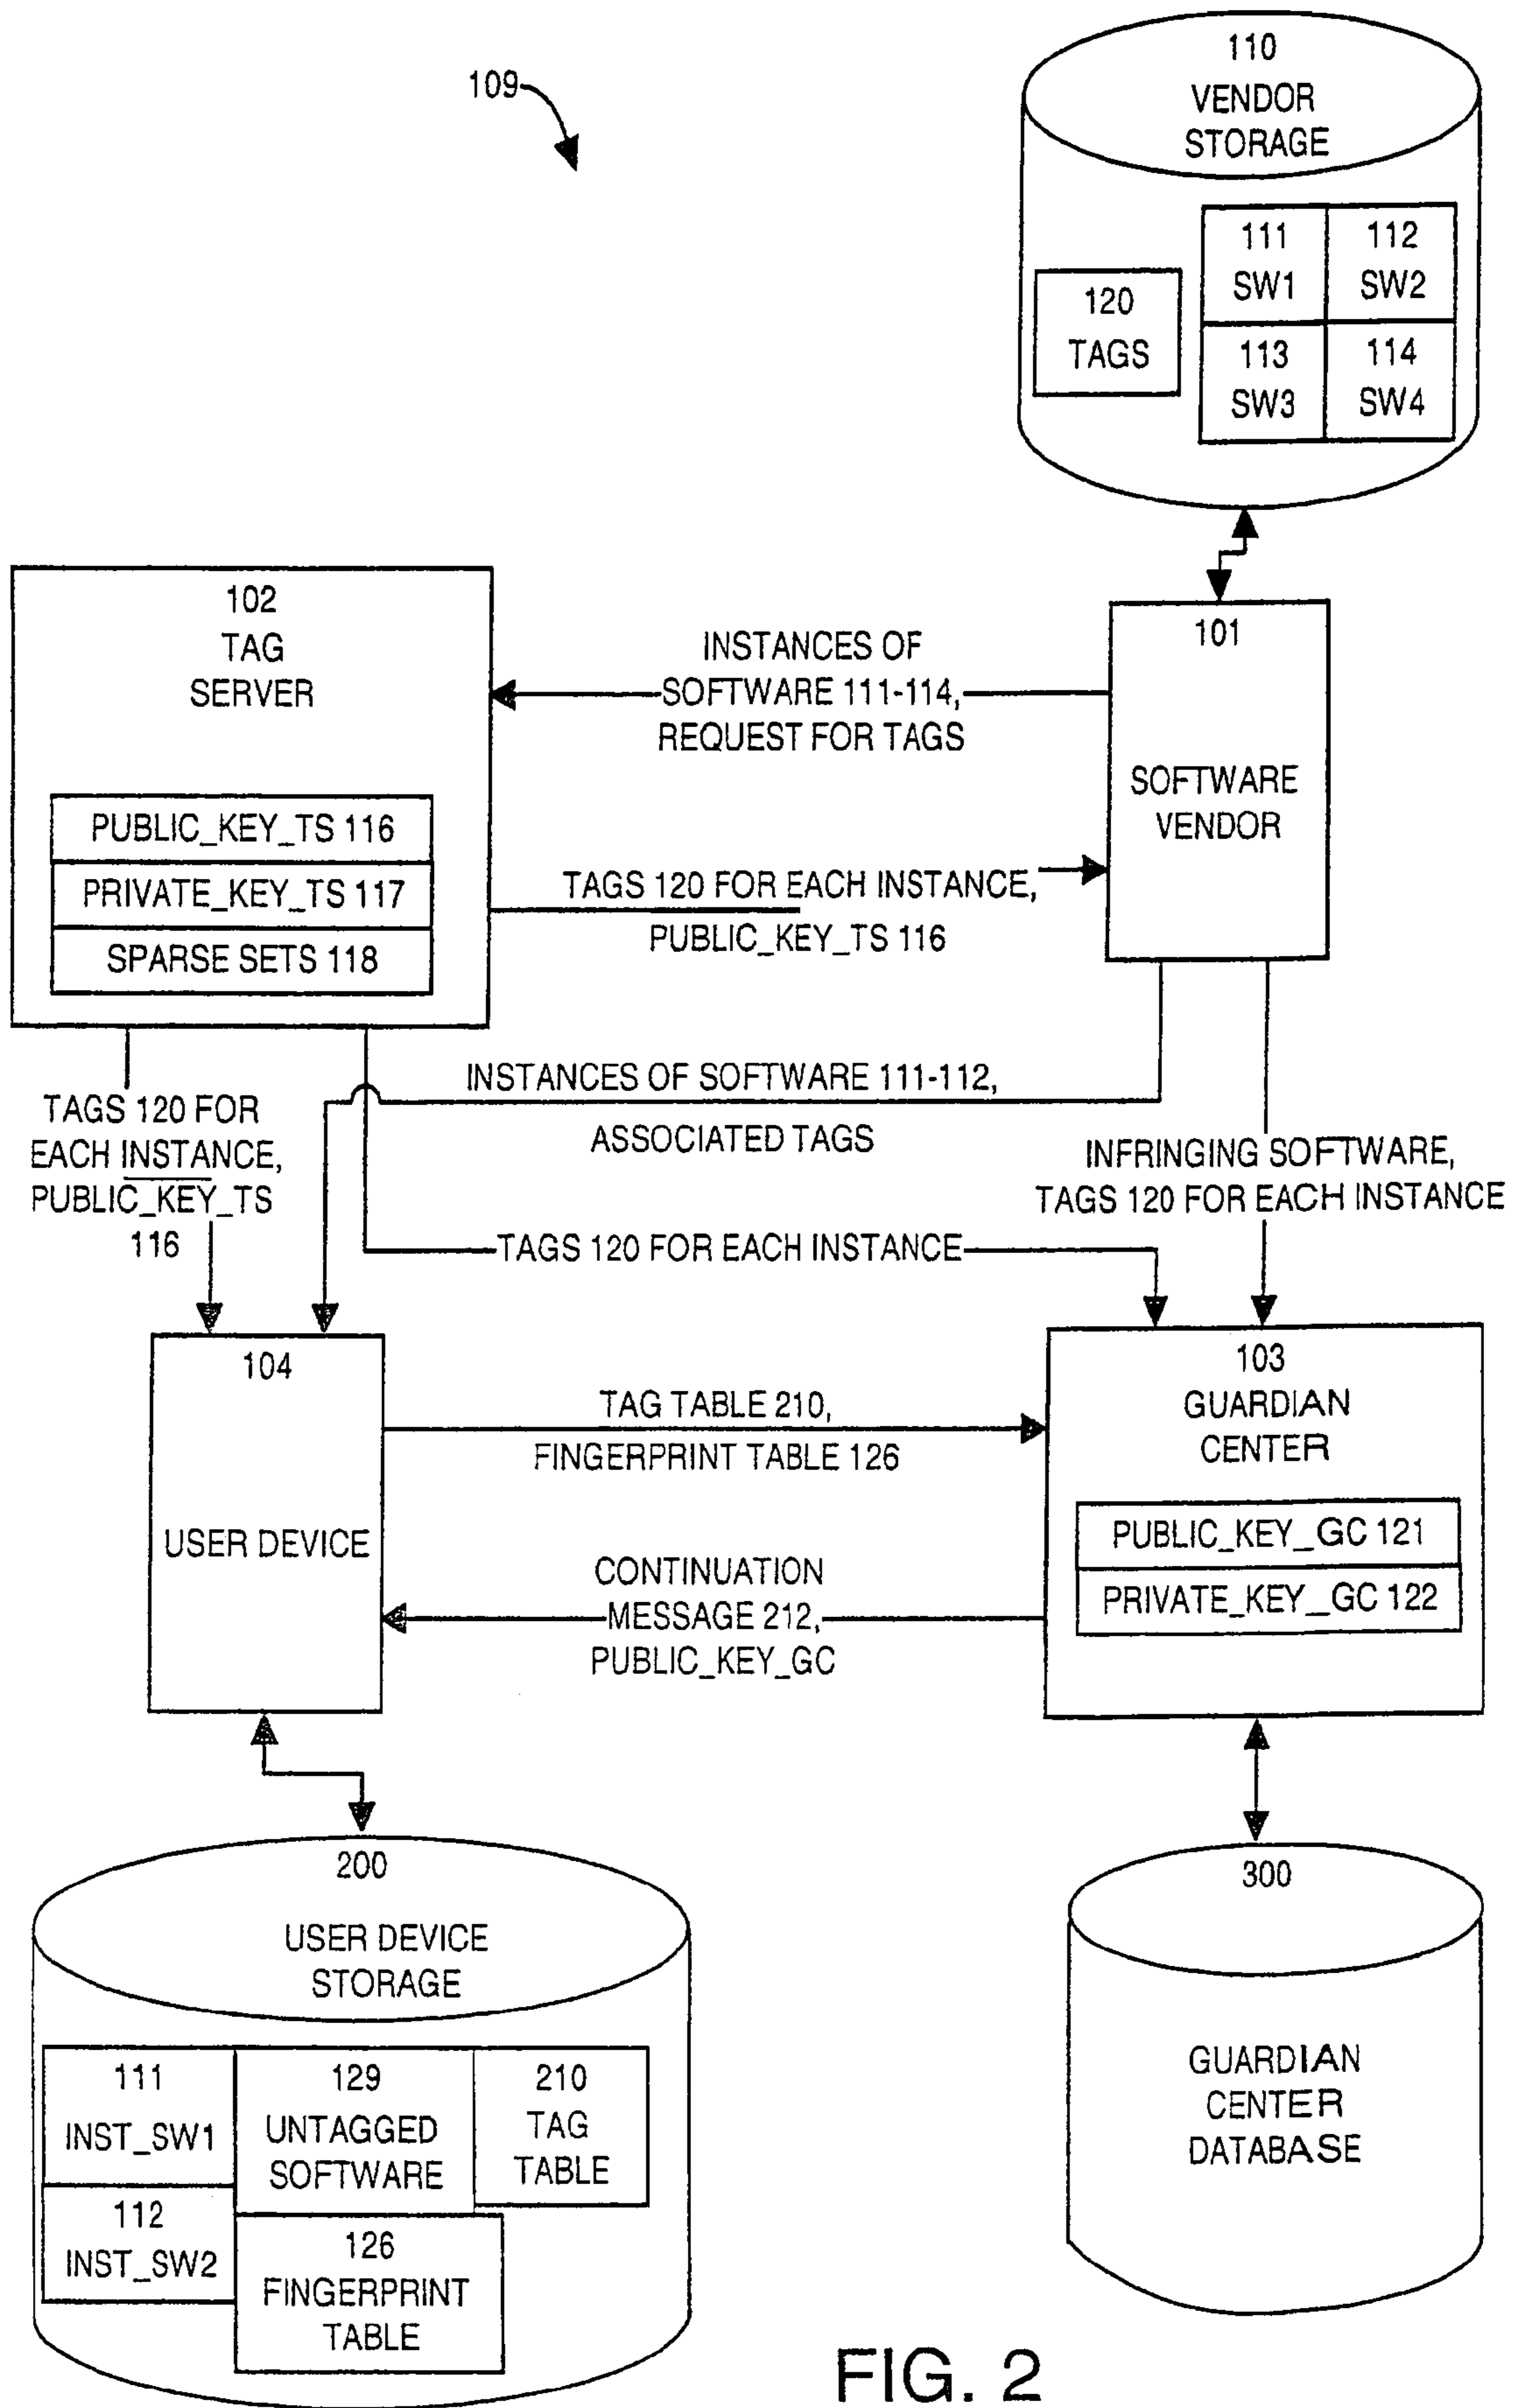 109
110
VENDOR
STORAGE
120
TAGS
111
SW1
112
SW2
113
SW3
114
SW4
102
TAG
SERVER
PUBLIC_KEY_TS 116
PRIVATE_KEY_TS 117
SPARSE SETS 118
INSTANCES OF
SOFTWARE 111-114,
REQUEST FOR TAGS
101
SOFTWARE
VENDOR
TAGS 120 FOR EACH INSTANCE,
PUBLIC_KEY_TS 116
INSTANCES OF SOFTWARE 111-112,
ASSOCIATED TAGS
TAGS 120 FOR
EACH INSTANCE,
PUBLIC_KEY_TS
116
INFRINGING SOFTWARE,
TAGS 120 FOR EACH INSTANCE
TAGS 120 FOR EACH INSTANCE
104
USER DEVICE
TAG TABLE 210,
FINGERPRINT TABLE 126
CONTINUATION
MESSAGE 212,
PUBLIC_KEY_GC
103
GUARDIAN
CENTER
PUBLIC_KEY_GC 121
PRIVATE_KEY_GC 122
200
USER DEVICE
STORAGE
111
INST_SW1
112
INST_SW2
129
UNTAGGED
SOFTWARE
210
TAG
TABLE
126
FINGERPRINT
TABLE
300
GUARDIAN
CENTER
DATABASE
FIG. 2